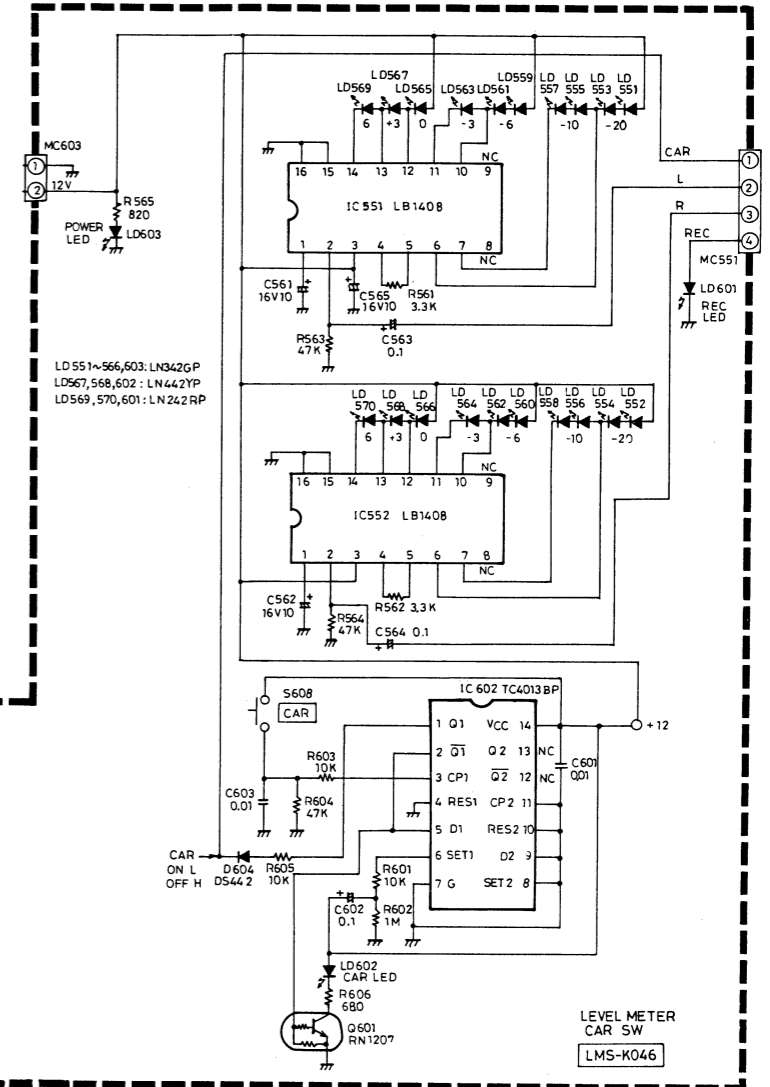 LD567
LD569
LD565
LD563
LD561
LD559
LD
557
LD
555
LD
553
LD
551
6
+3
0
-3
-6
-10
-20
MC603
1
2
12V
R565
820
POWER
LED
LD603
NC
16
15
14
13
12
11
10
9
IC551 LB1408
1
2
3
4
5
6
7
8
NC
CAR
L
R
REC
1
2
3
4
MC551
LD601
REC
LED
C561
16V10
+
+
C565
16V10
R561
3.3K
R563
47K
+
C563
0.1
LD551~566,603:LN342GP
LD567,568,602:LN442YP
LD569,570,601:LN242RP
LD
570
LD
568
LD
566
LD
564
LD
562
LD
560
LD
558
LD
556
LD
554
LD
552
6
+3
0
-3
-6
-10
-20
NC
16
15
14
13
12
11
10
9
IC552 LB1408
1
2
3
4
5
6
7
8
NC
C562
16V10
+
R562 3,3K
R564
47K
+
C564 0.1
S608
CAR
IC602 TC4013BP
1 Q1
VCC 14
+12
2 Q1
Q2 13
NC
3 CP1
Q2 12
NC
4 RES1
CP2 11
5 D1
RES2 10
6 SET1
D2 9
7 G
SET2 8
C601
0,01
R603
10K
C603
0.01
R604
47K
CAR
ON L
OFF H
D604
DS442
R605
10K
R601
10K
+
C602
0.1
R602
1M
LD602
CAR LED
R606
680
Q601
RN1207
LEVEL METER
CAR SW
LMS-K046